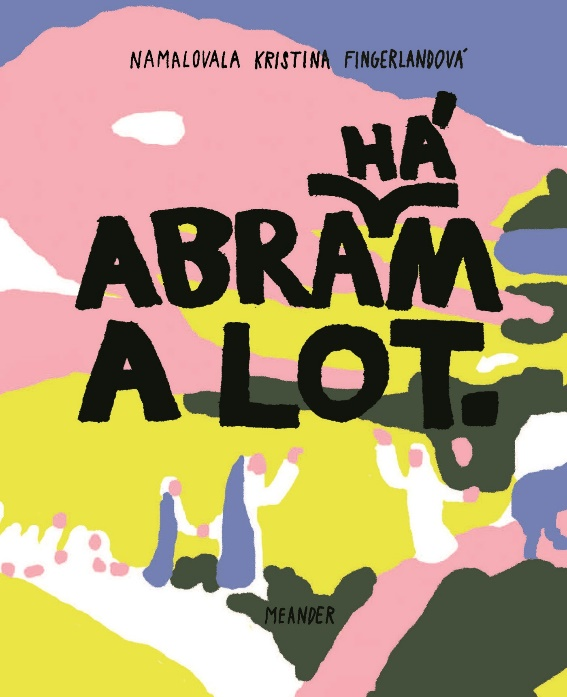 NAMALOVALA KRISTINA FINGERLANDOVÁ
HÁ
ABRAM
A LOT.
MEANDER